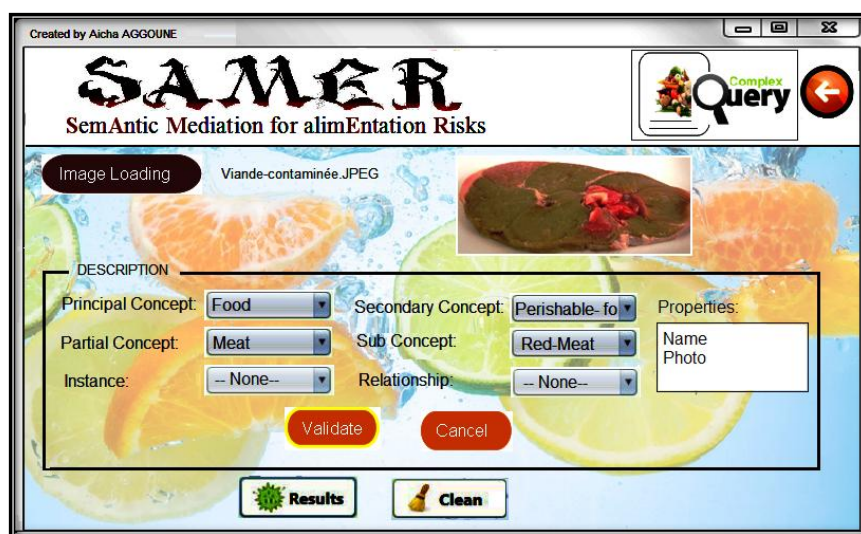 Created by Aicha AGGOUNE
SAMER
SemAntic Mediation for alimEntation Risks
Complex
Query
Image Loading
Viande-contaminée.JPEG
DESCRIPTION
Principal Concept: Food
Secondary Concept: Perishable- fo
Properties:
Partial Concept: Meat
Sub Concept: Red-Meat
Name
Photo
Instance: -- None--
Relationship: -- None--
Validate
Cancel
Results
Clean